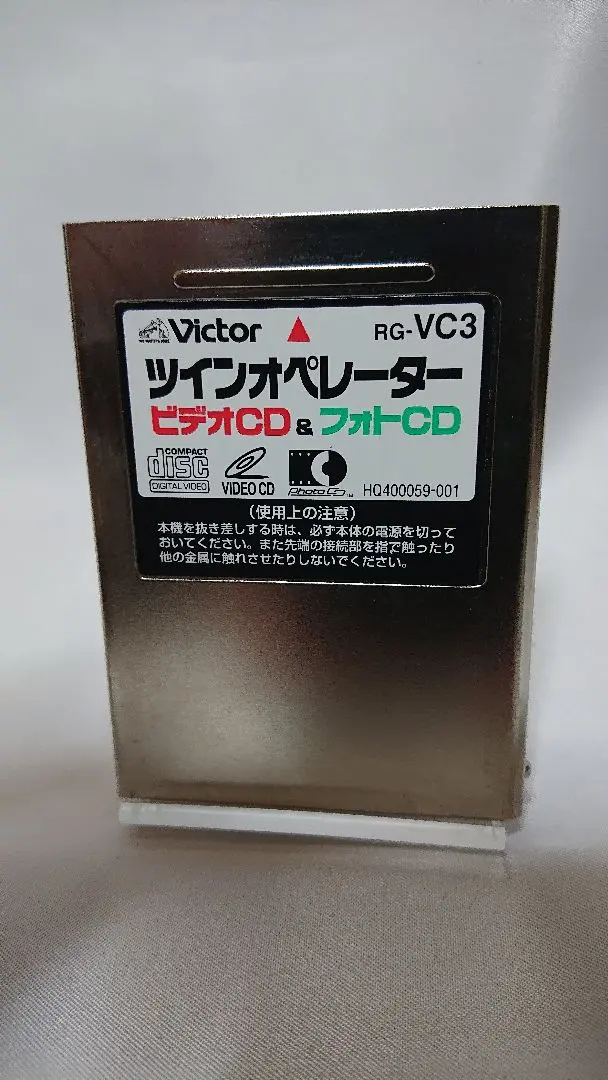 Victor RG-VC3
ツインオペレーター
ビデオCD & フォトCD
COMPACT
disc
DIGITAL VIDEO
VIDEO CD
Photo CD
TM
HQ400059-001
(使用上の注意)
本機を抜き差しする時は、必ず本体の電源を切って
おいてください。また先端の接続部を指で触ったり
他の金属に触れさせたりしないでください。